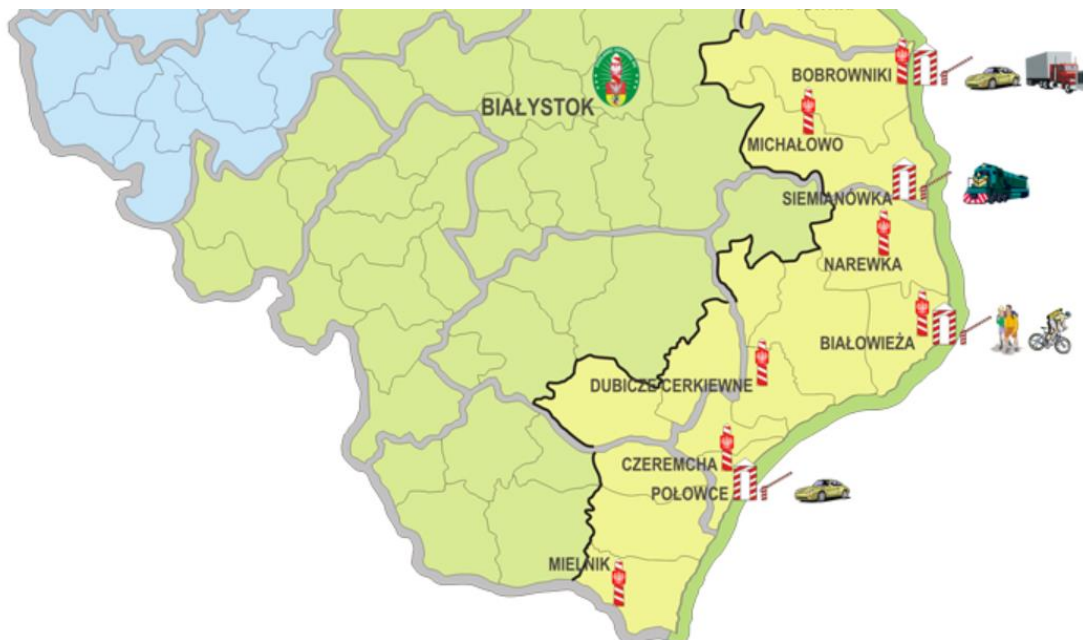 BOBROWNIKI
BIAŁYSTOK
MICHAŁOWO
SIEMIANÓWKA
NAREWKA
BIAŁOWIEŻA
DUBICZE CERKIEWNE
CZEREMCHA
POŁOWCE
MIELNIK